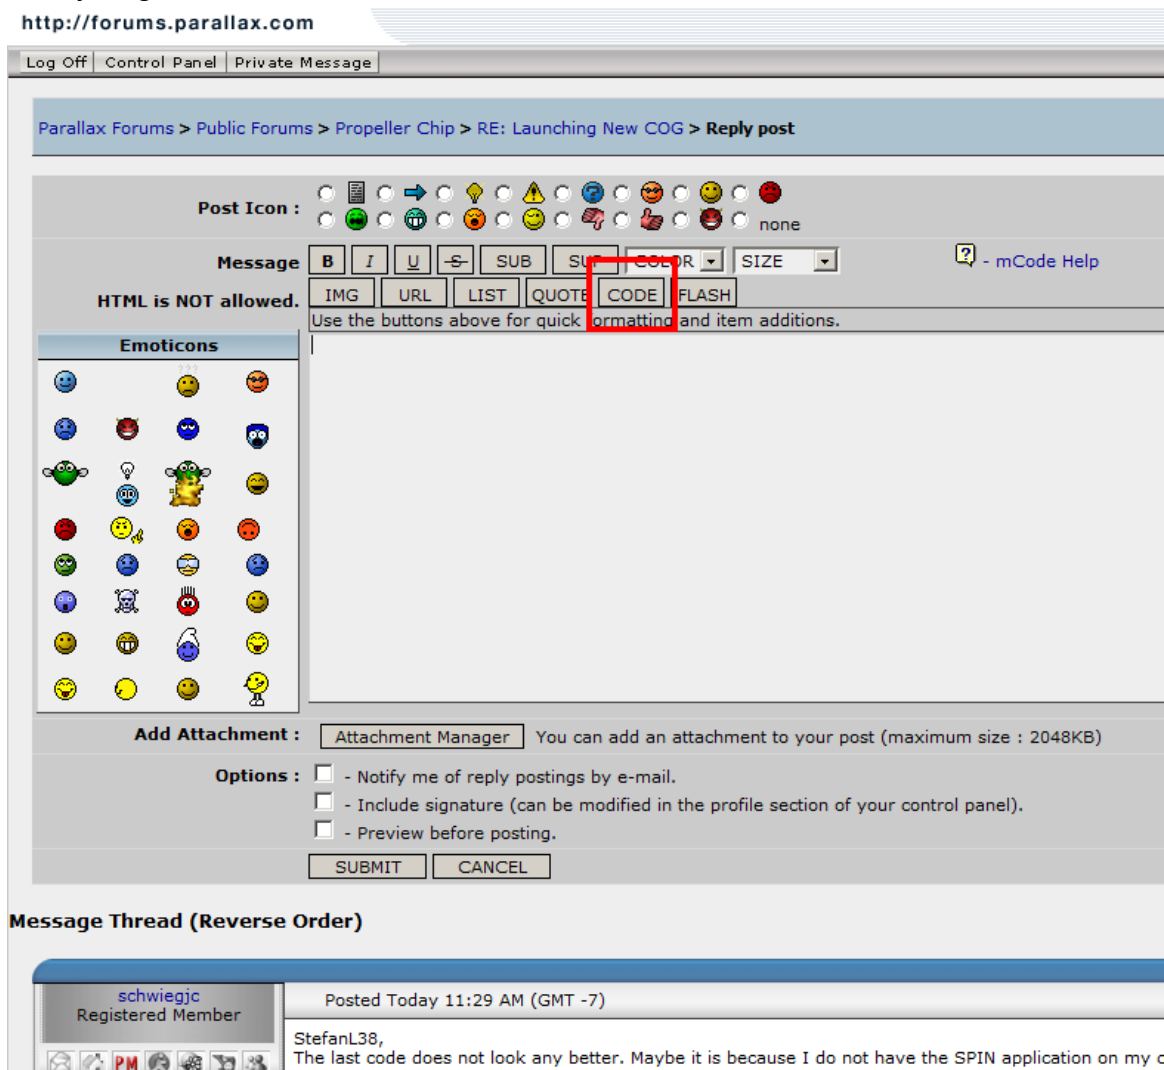 http://forums.parallax.com
Log Off Control Panel Private Message
Parallax Forums > Public Forums > Propeller Chip > RE: Launching New COG > Reply post
Post Icon :
none
Message
B I U S SUB SUP COLOR SIZE
- mCode Help
HTML is NOT allowed.
IMG URL LIST QUOTE CODE FLASH
Use the buttons above for quick formatting and item additions.
Emoticons
Add Attachment : Attachment Manager You can add an attachment to your post (maximum size : 2048KB)
Options : - Notify me of reply postings by e-mail.
- Include signature (can be modified in the profile section of your control panel).
- Preview before posting.
SUBMIT CANCEL
Message Thread (Reverse Order)
schwiegjc
Registered Member
Posted Today 11:29 AM (GMT -7)
StefanL38,
The last code does not look any better. Maybe it is because I do not have the SPIN application on my c
PM